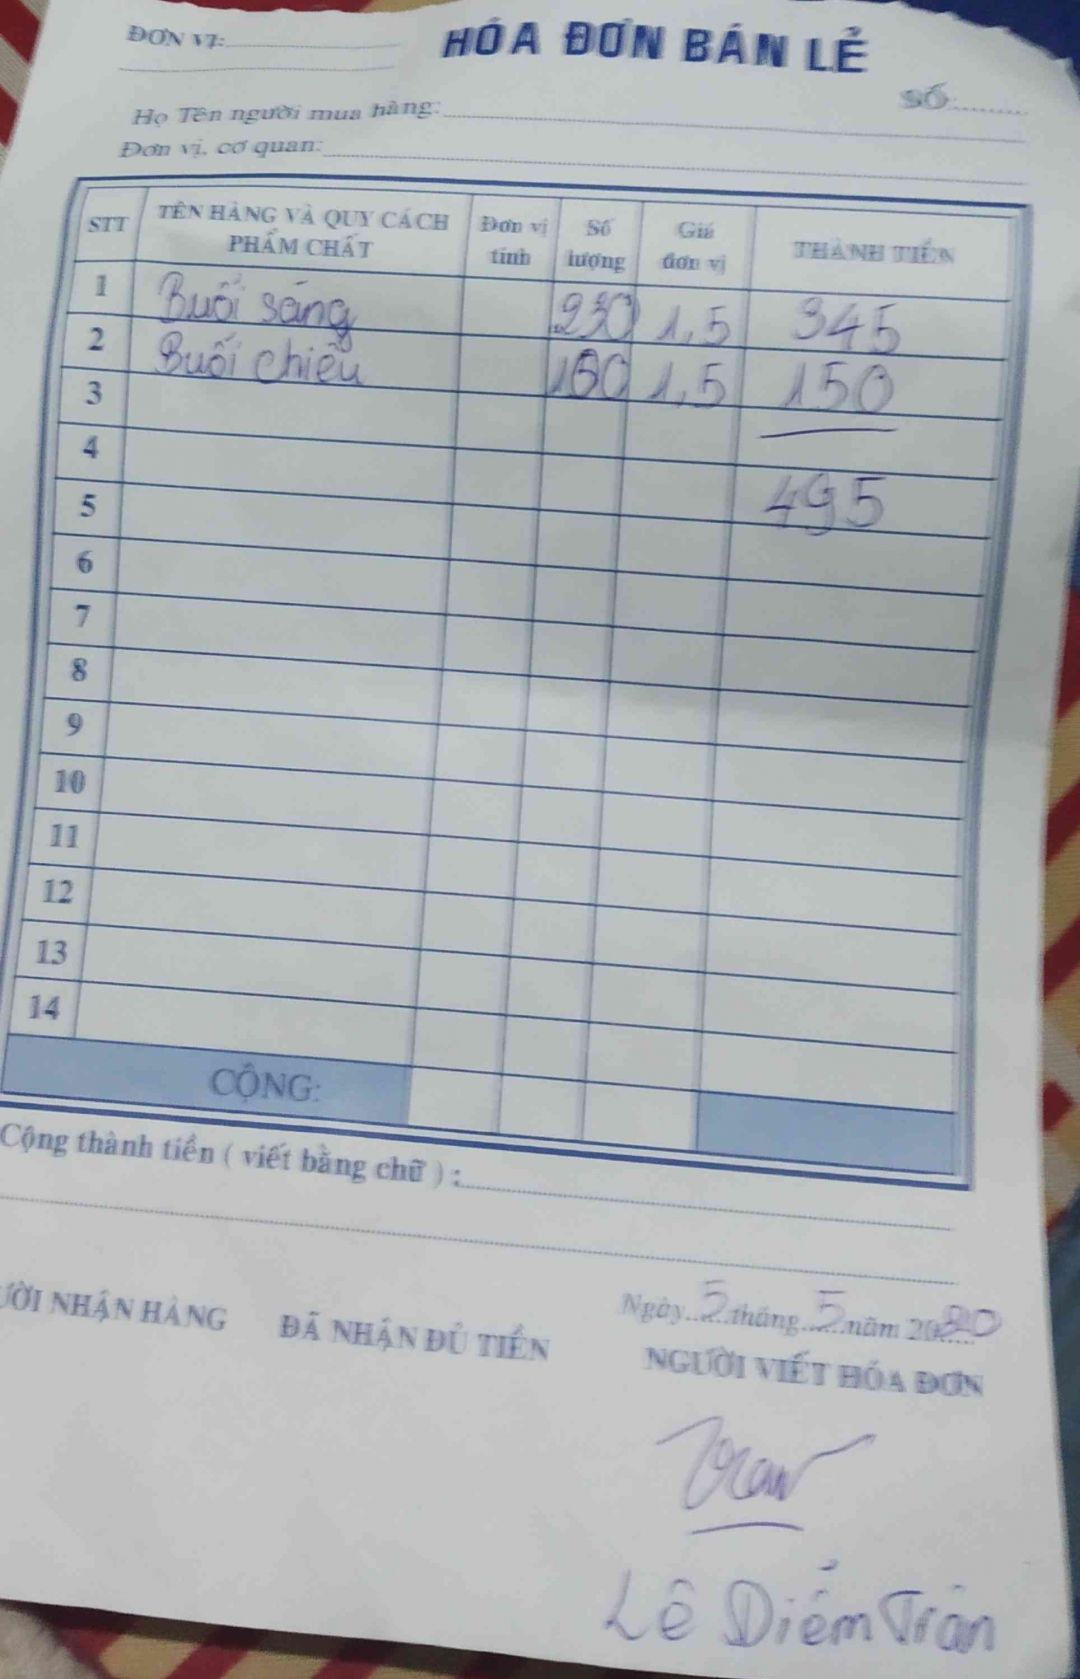 ĐƠN VỊ:
HÓA ĐƠN BÁN LẺ
SỐ:
Họ Tên người mua hàng:
Đơn vị, cơ quan:
STT TÊN HÀNG VÀ QUY CÁCH PHẨM CHẤT Đơn vị tính Số lượng Giá đơn vị THÀNH TIỀN
1 Buổi sáng 230 1,5 345
2 Buổi chiều 100 1,5 150
3
4 495
5
6
7
8
9
10
11
12
13
14
CỘNG:
Cộng thành tiền ( viết bằng chữ ) :
Ngày 5 tháng 5 năm 2020
ƯỜI NHẬN HÀNG ĐÃ NHẬN ĐỦ TIỀN NGƯỜI VIẾT HÓA ĐƠN
Lê Diễm Trân